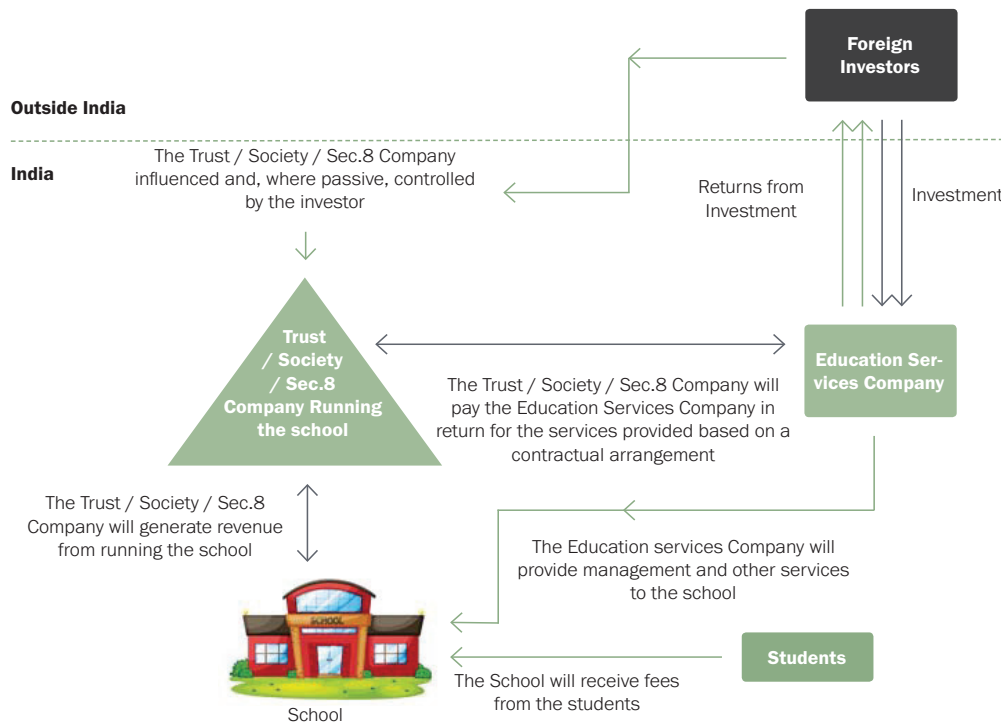 Foreign
Investors
Outside India
India
The Trust / Society / Sec.8 Company
influenced and, where passive, controlled
by the investor
Returns from
Investment
Investment
Trust
/ Society
/ Sec.8
Company Running
the school
Education Ser-
vices Company
The Trust / Society / Sec.8 Company will
pay the Education Services Company in
return for the services provided based on a
contractual arrangement
The Trust / Society / Sec.8
Company will generate revenue
from running the school
The Education services Company will
provide management and other services
to the school
SCHOOL
Students
The School will receive fees
from the students
School